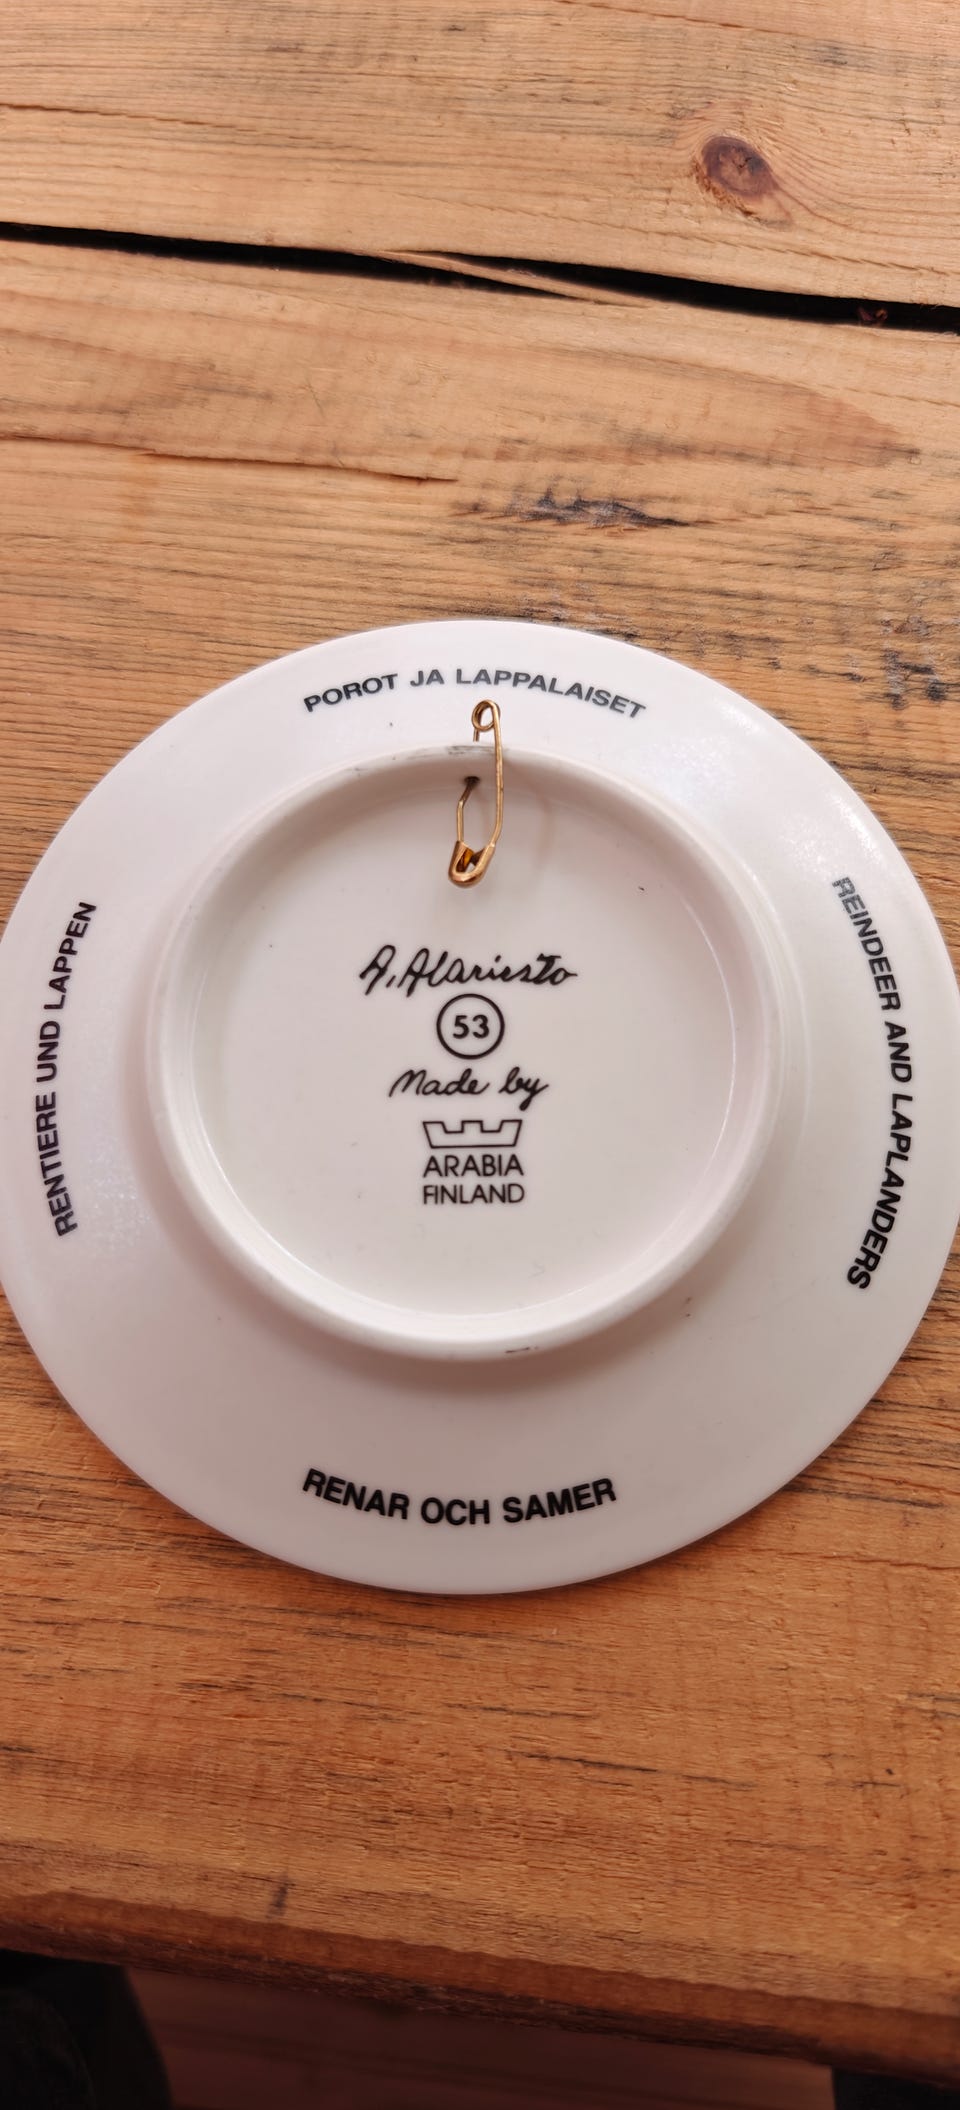 POROT JA LAPPALAISET
REINDEER AND LAPLANDERS
RENAR OCH SAMER
RENTIERE UND LAPPEN
A. Alariesto
53
Made by
ARABIA
FINLAND